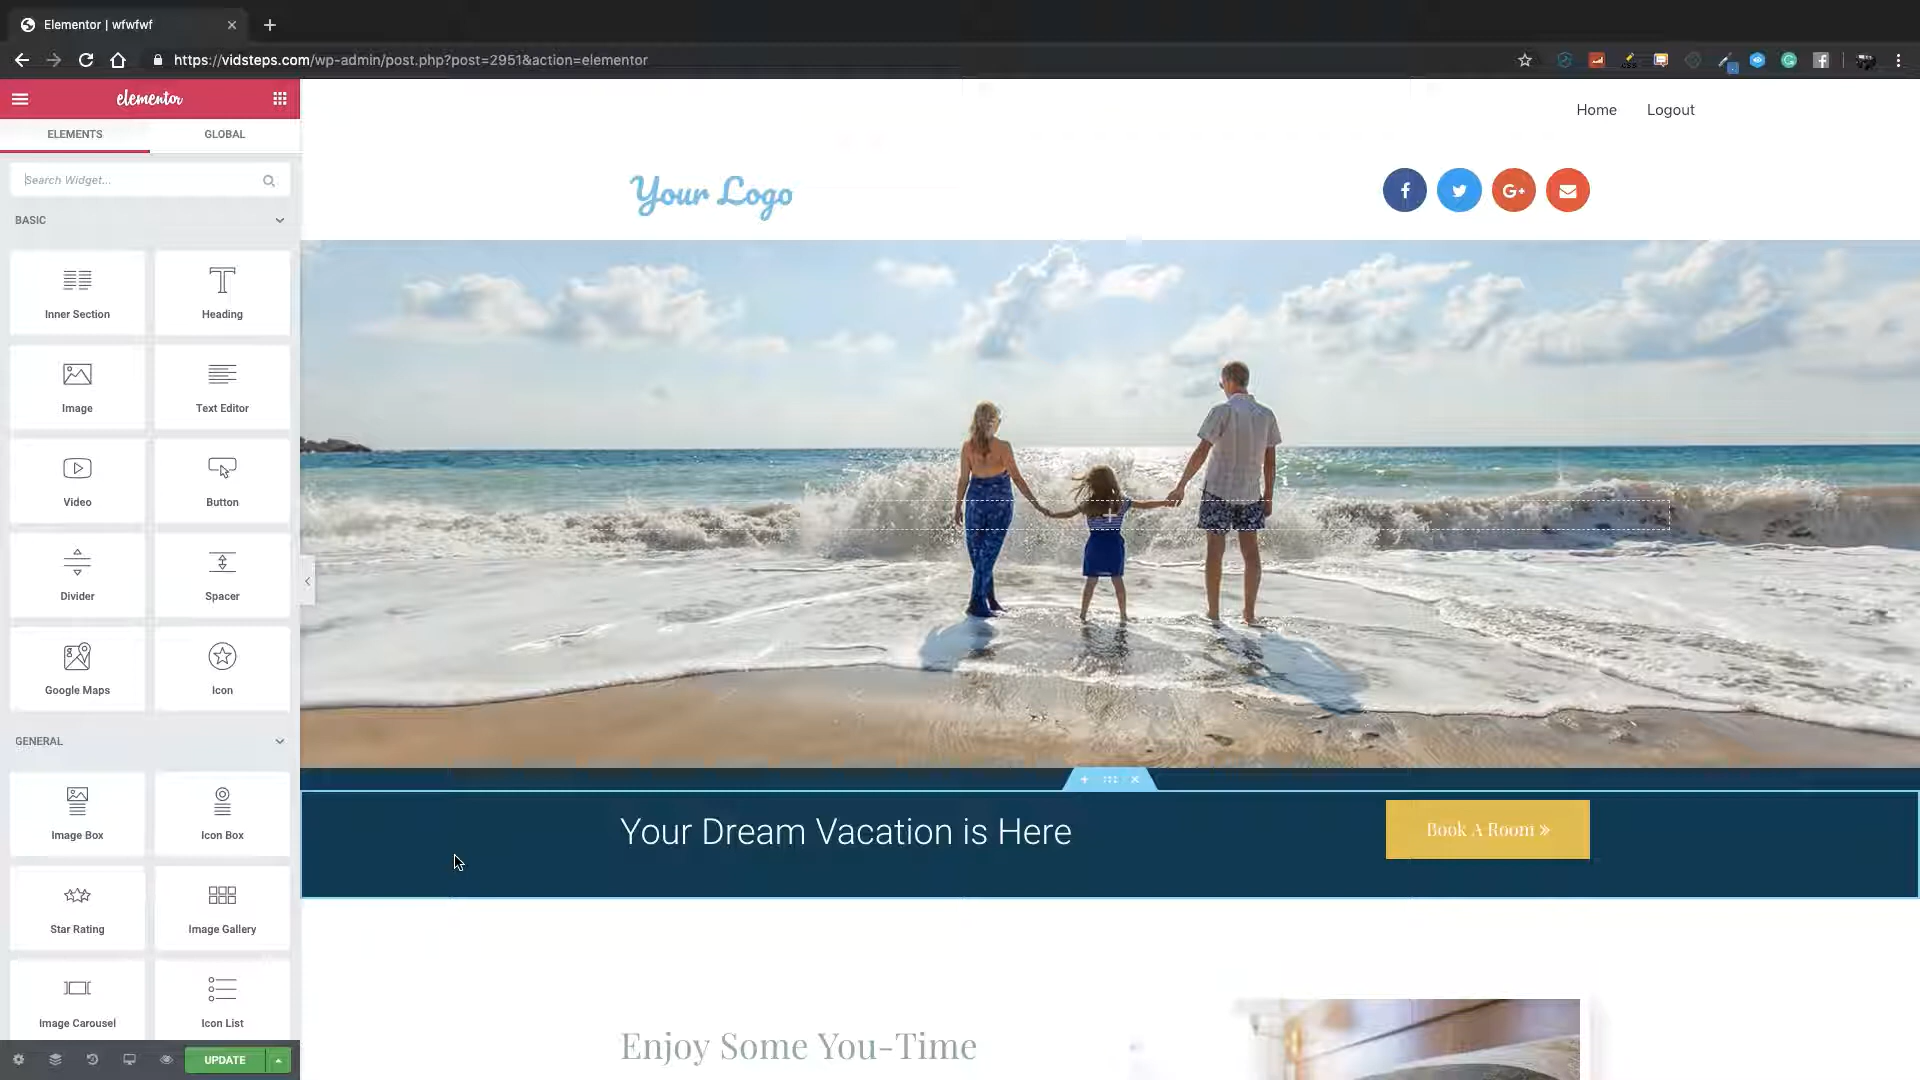 Elementor | wfwfwf
https://vidsteps.com/wp-admin/post.php?post=2951&action=elementor
elementor
ELEMENTS
GLOBAL
Search Widget...
BASIC
Inner Section
Heading
Image
Text Editor
Video
Button
Divider
Spacer
Google Maps
Icon
GENERAL
Image Box
Icon Box
Star Rating
Image Gallery
Image Carousel
Icon List
UPDATE
Home
Logout
Your Logo
Your Dream Vacation is Here
Book A Room »
Enjoy Some You-Time